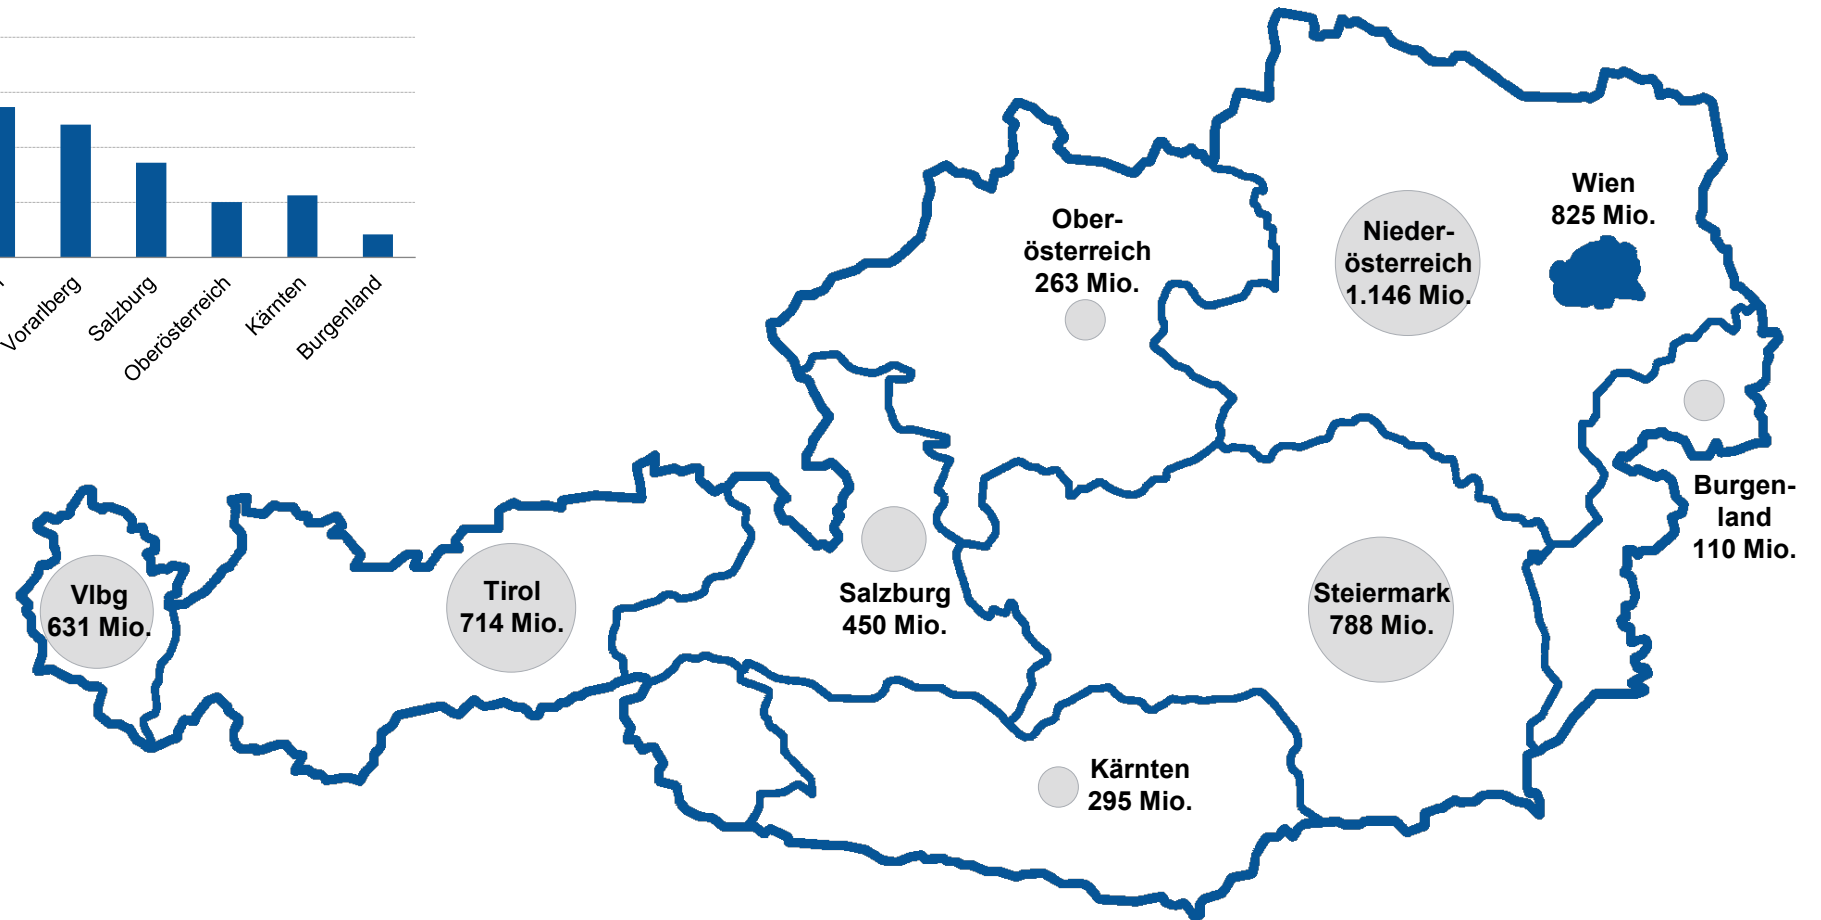 Vorarlberg
Salzburg
Oberösterreich
Kärnten
Burgenland
Ober-
österreich
263 Mio.
Nieder-
österreich
1.146 Mio.
Wien
825 Mio.
Burgen-
land
110 Mio.
Vlbg
631 Mio.
Tirol
714 Mio.
Salzburg
450 Mio.
Steiermark
788 Mio.
Kärnten
295 Mio.